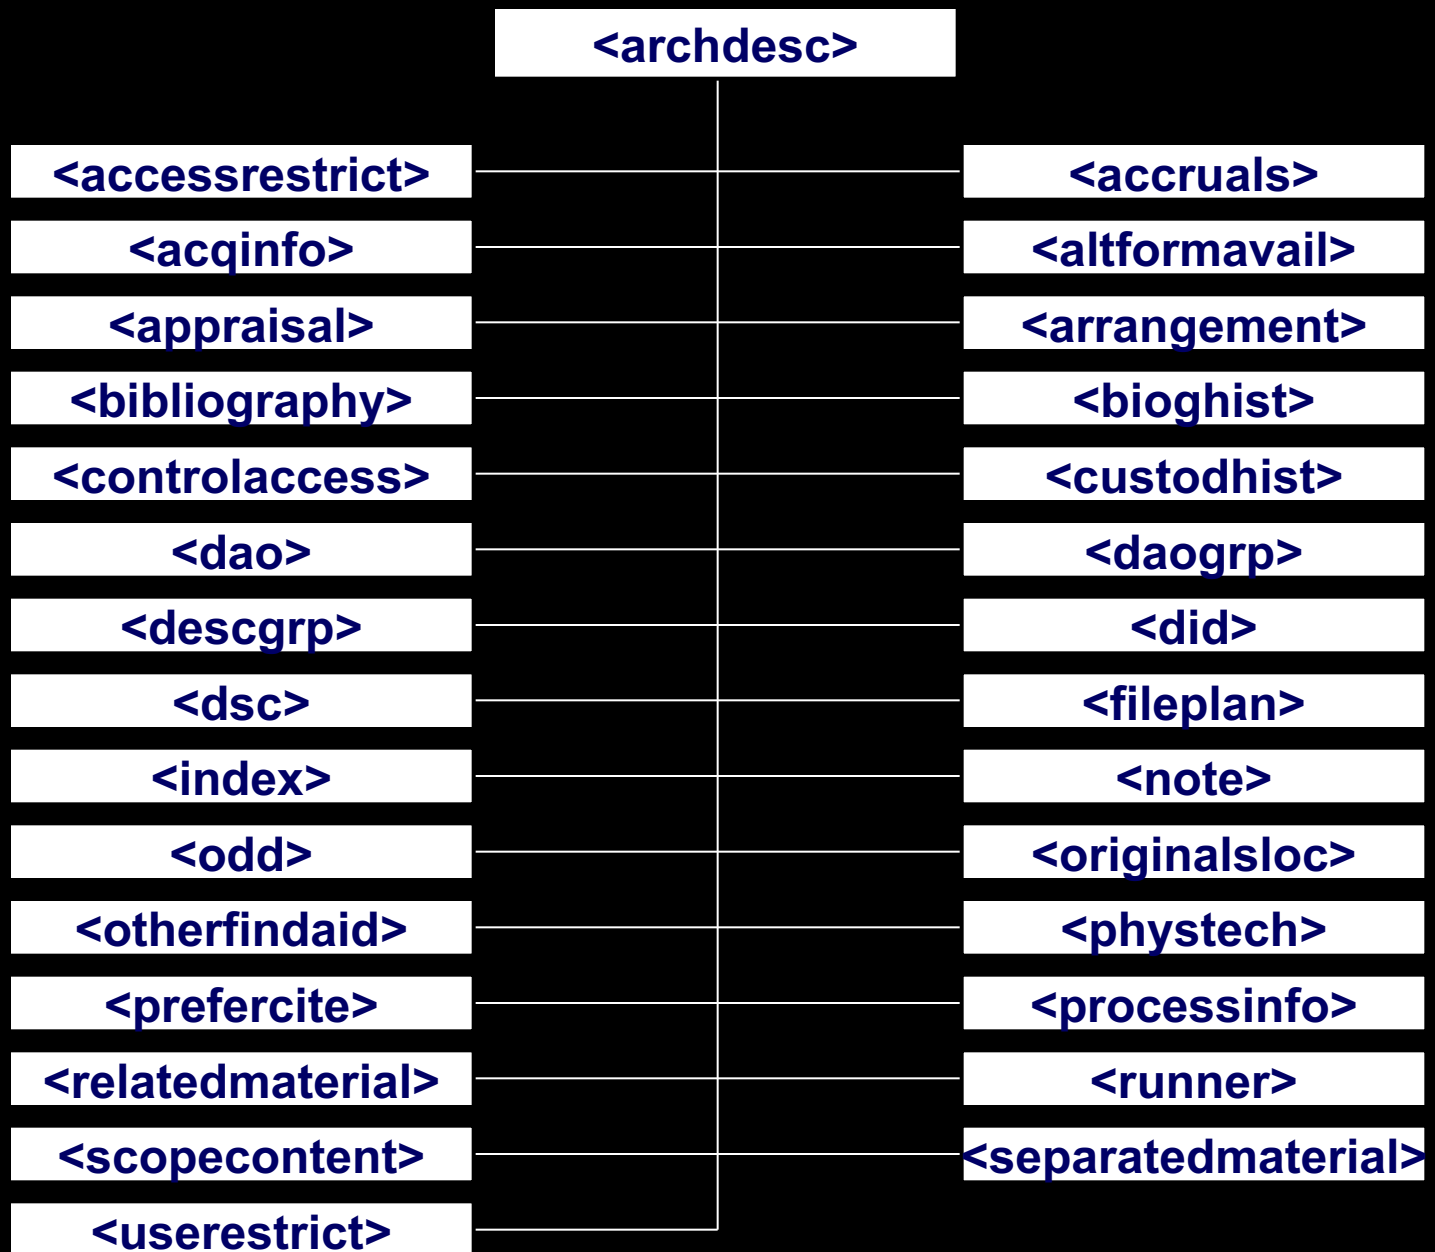 <archdesc>
<accessrestrict> <accruals>
<acqinfo> <altformavail>
<appraisal> <arrangement>
<bibliography> <bioghist>
<controlaccess> <custodhist>
<dao> <daogrp>
<descgrp> <did>
<dsc> <fileplan>
<index> <note>
<odd> <originalsloc>
<otherfindaid> <phystech>
<prefercite> <processinfo>
<relatedmaterial> <runner>
<scopecontent> <separatedmaterial>
<userestrict>